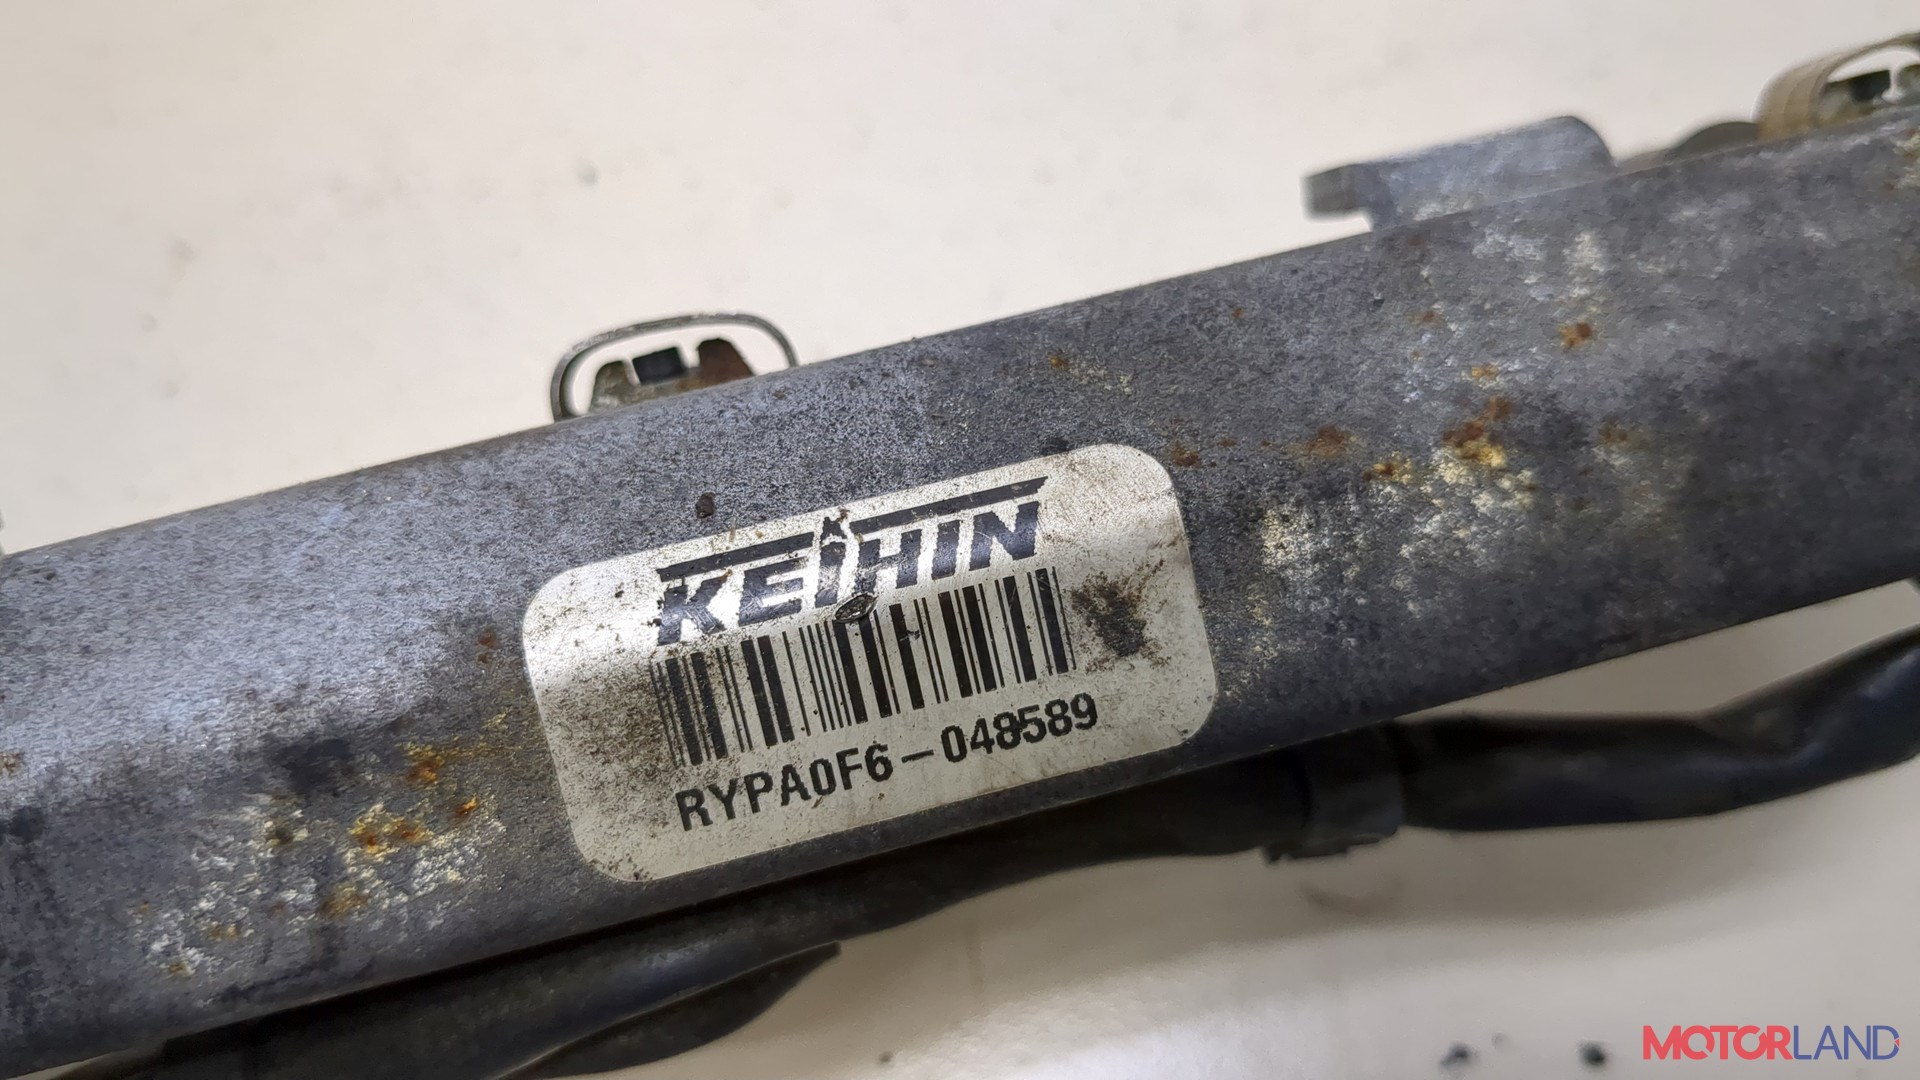 KEIHIN
RYPA0F6-048589
MOTORLAND